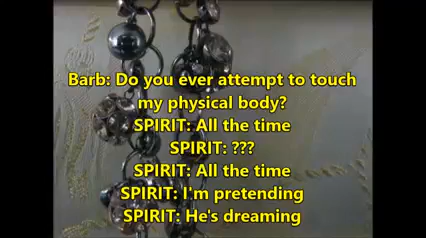 Barb: Do you ever attempt to touch
my physical body?
SPIRIT: All the time
SPIRIT: ???
SPIRIT: All the time
SPIRIT: I'm pretending
SPIRIT: He's dreaming